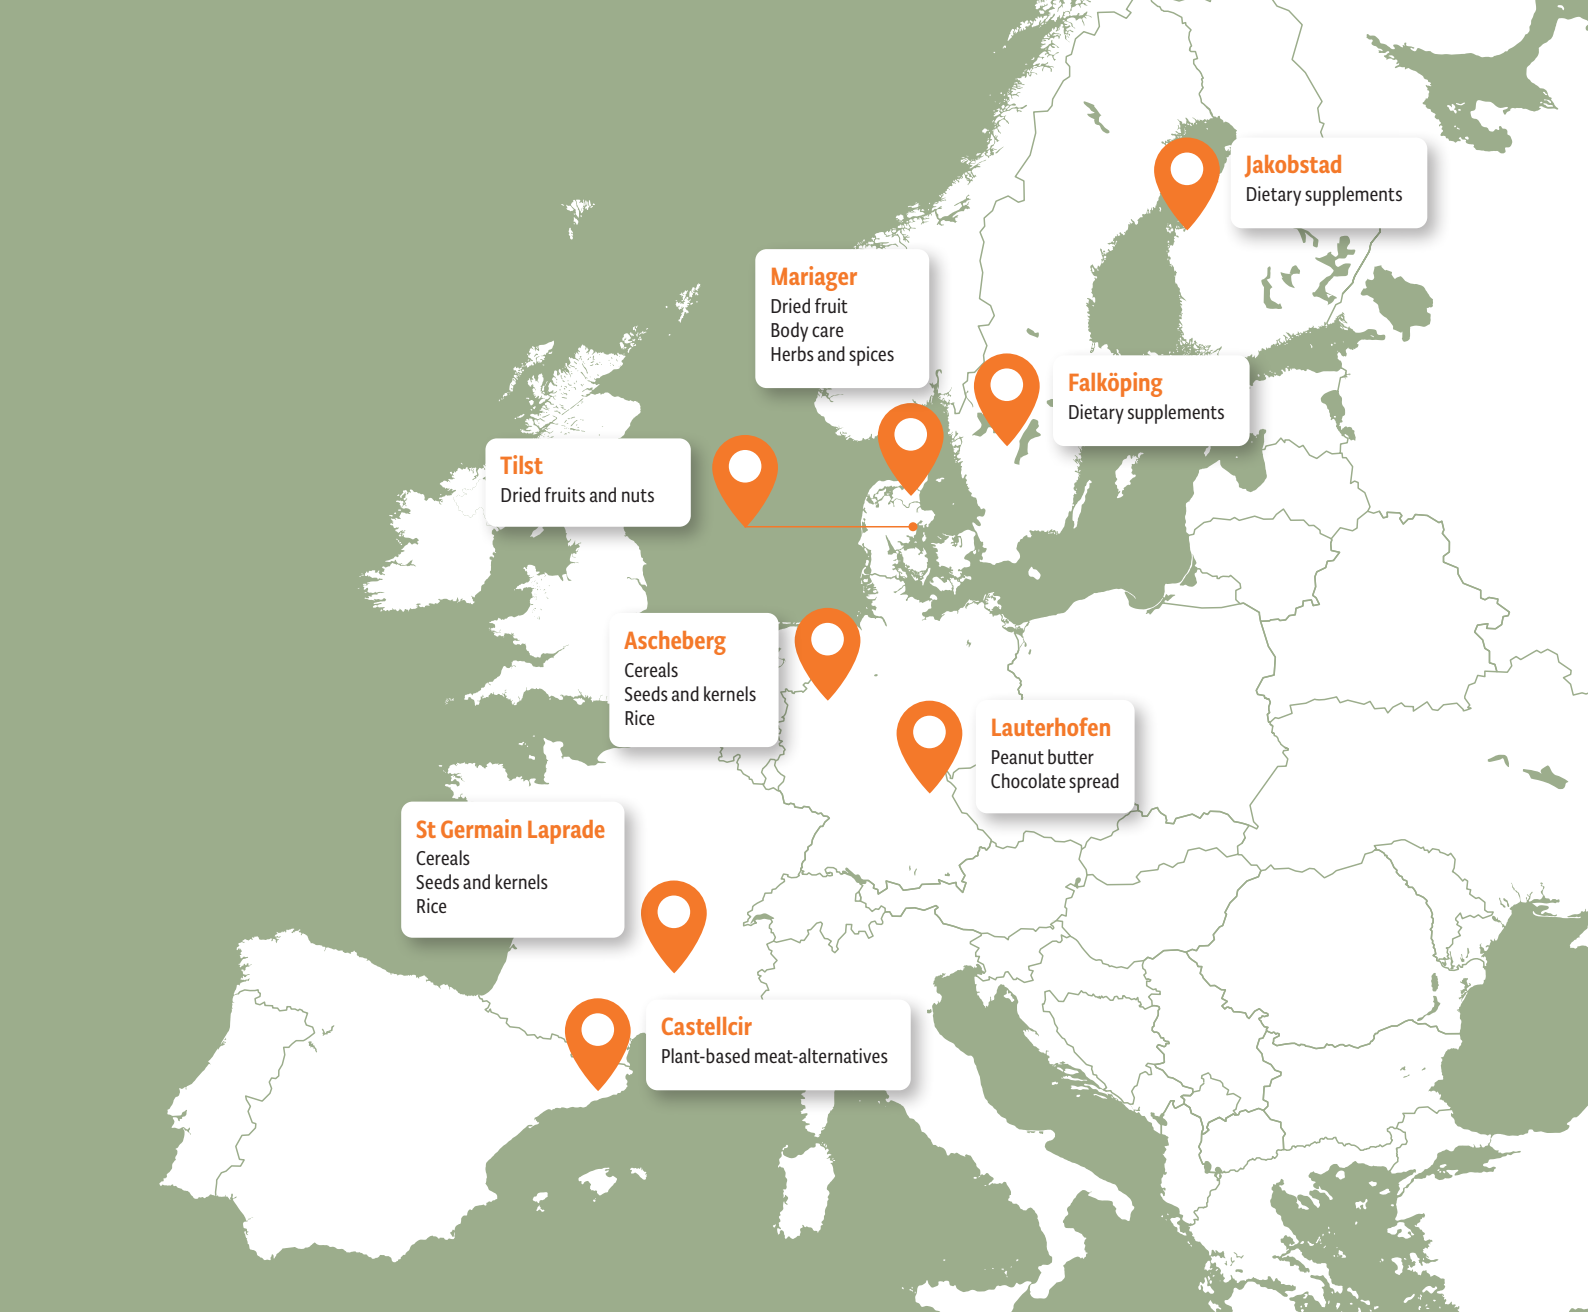 Jakobstad
Dietary supplements
Mariager
Dried fruit
Body care
Herbs and spices
Falköping
Dietary supplements
Tilst
Dried fruits and nuts
Ascheberg
Cereals
Seeds and kernels
Rice
Lauterhofen
Peanut butter
Chocolate spread
St Germain Laprade
Cereals
Seeds and kernels
Rice
Castellcir
Plant-based meat-alternatives